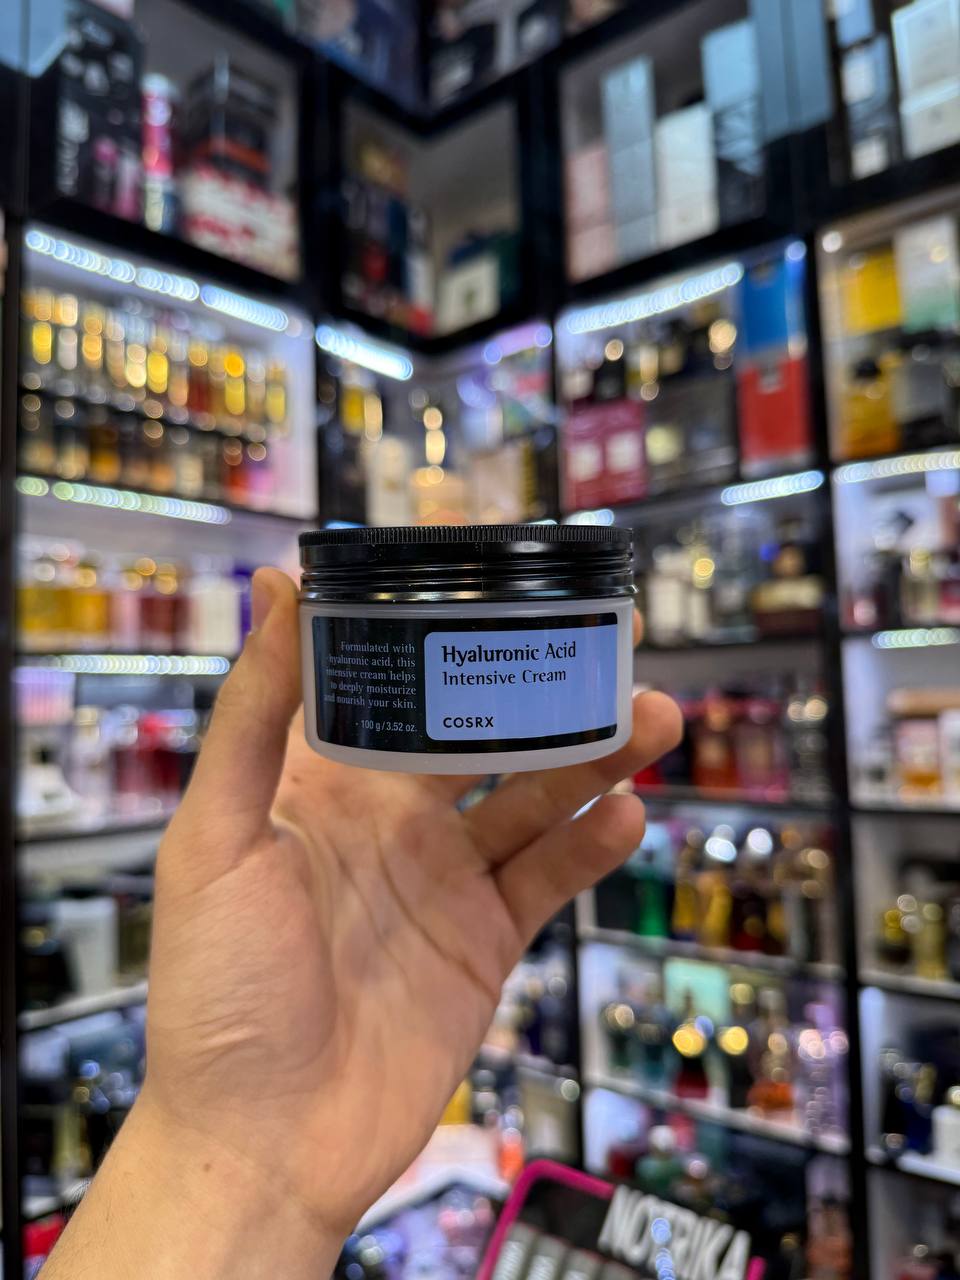 Formulated with
hyaluronic acid, this
intensive cream helps
to deeply moisturize
and nourish your skin.
- 100 g / 3.52 oz.
Hyaluronic Acid
Intensive Cream
COSRX